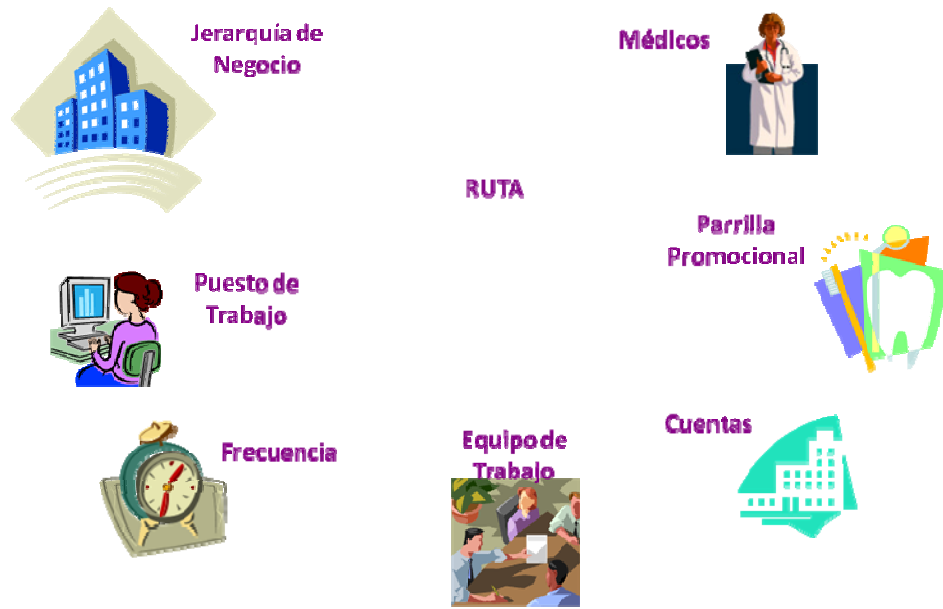 Jerarquía de
Negocio
Médicos
RUTA
Parrilla
Promocional
Puesto de
Trabajo
Cuentas
Frecuencia
Equipo de
Trabajo